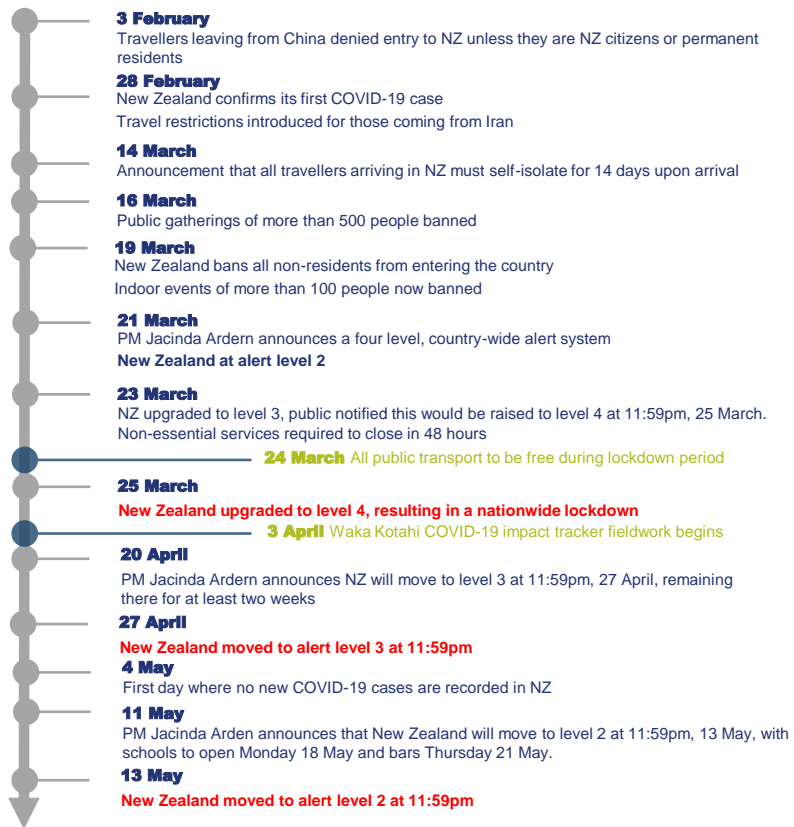 3 February
Travellers leaving from China denied entry to NZ unless they are NZ citizens or permanent
residents
28 February
New Zealand confirms its first COVID-19 case
Travel restrictions introduced for those coming from Iran
14 March
Announcement that all travellers arriving in NZ must self-isolate for 14 days upon arrival
16 March
Public gatherings of more than 500 people banned
19 March
New Zealand bans all non-residents from entering the country
Indoor events of more than 100 people now banned
21 March
PM Jacinda Ardern announces a four level, country-wide alert system
New Zealand at alert level 2
23 March
NZ upgraded to level 3, public notified this would be raised to level 4 at 11:59pm, 25 March.
Non-essential services required to close in 48 hours
24 March All public transport to be free during lockdown period
25 March
New Zealand upgraded to level 4, resulting in a nationwide lockdown
3 April Waka Kotahi COVID-19 impact tracker fieldwork begins
20 April
PM Jacinda Ardern announces NZ will move to level 3 at 11:59pm, 27 April, remaining
there for at least two weeks
27 April
New Zealand moved to alert level 3 at 11:59pm
4 May
First day where no new COVID-19 cases are recorded in NZ
11 May
PM Jacinda Arden announces that New Zealand will move to level 2 at 11:59pm, 13 May, with
schools to open Monday 18 May and bars Thursday 21 May.
13 May
New Zealand moved to alert level 2 at 11:59pm